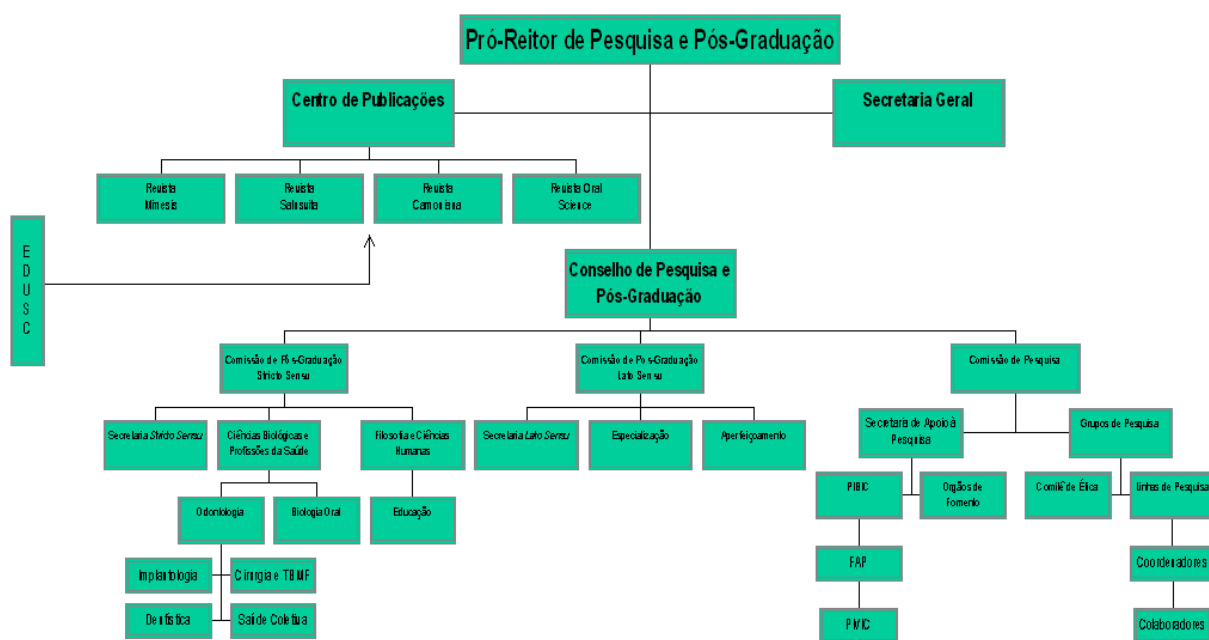 Pró-Reitor de Pesquisa e Pós-Graduação
Centro de Publicações
Secretaria Geral
Revista
Mimesis
Revista
Salusvita
Revista
Camoniana
Revista Oral
Science
E
D
U
S
C
Conselho de Pesquisa e
Pós-Graduação
Comissão de Pós-Graduação
Stricto Sensu
Comissão de Pos-Graduação
Lato Sensu
Comissão de Pesquisa
Secretaria Stricto Sensu
Ciências Biológicas e
Profissões da Saúde
Filosofia e Ciências
Humanas
Secretaria Lato Sensu
Especialização
Aperfeiçoamento
Secretaria de Apoio à
Pesquisa
Grupos de Pesquisa
Odontologia
Biologia Oral
Educação
PIBIC
Orgãos de
Fomento
Comitê de Ética
Linhas de Pesquisa
Implantologia
Cirurgia e TBMF
FAP
Coordenadores
Dentística
Saúde Coletiva
PIVIC
Colaboradores